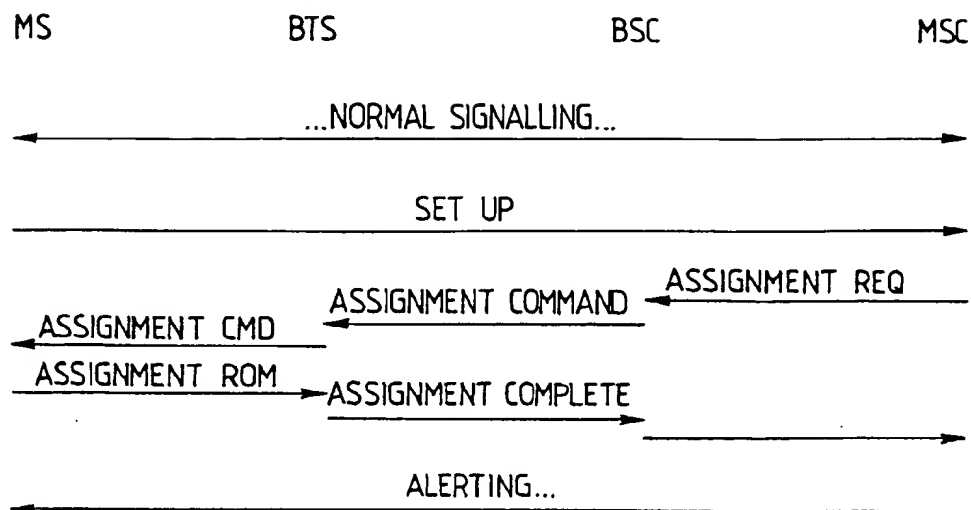 MS BTS BSC MSC
...NORMAL SIGNALLING...
SET UP
ASSIGNMENT REQ
ASSIGNMENT COMMAND
ASSIGNMENT CMD
ASSIGNMENT ROM
ASSIGNMENT COMPLETE
ALERTING...